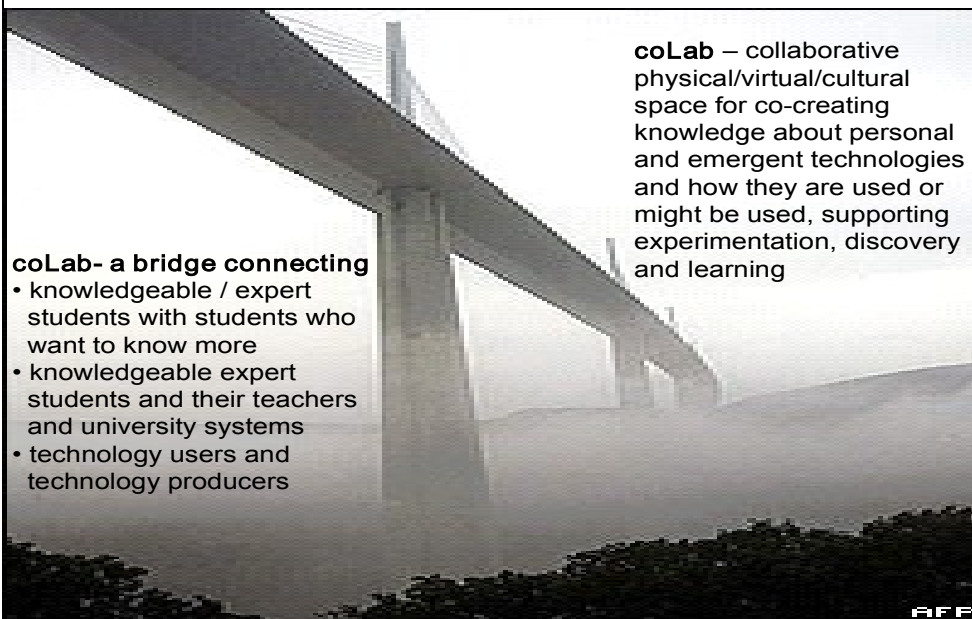 coLab – collaborative
physical/virtual/cultural
space for co-creating
knowledge about personal
and emergent technologies
and how they are used or
might be used, supporting
experimentation, discovery
and learning
coLab- a bridge connecting
• knowledgeable / expert
students with students who
want to know more
• knowledgeable expert
students and their teachers
and university systems
• technology users and
technology producers
AFP